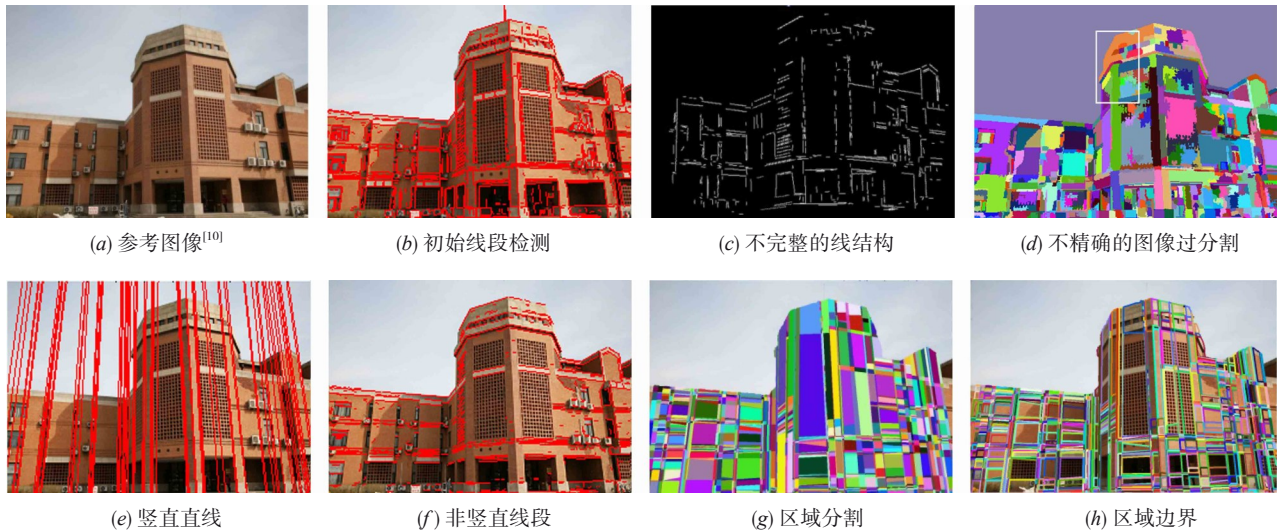 (a) 参考图像[10]
(b) 初始线段检测
(c) 不完整的线结构
(d) 不精确的图像过分割
(e) 竖直直线
(f) 非竖直线段
(g) 区域分割
(h) 区域边界